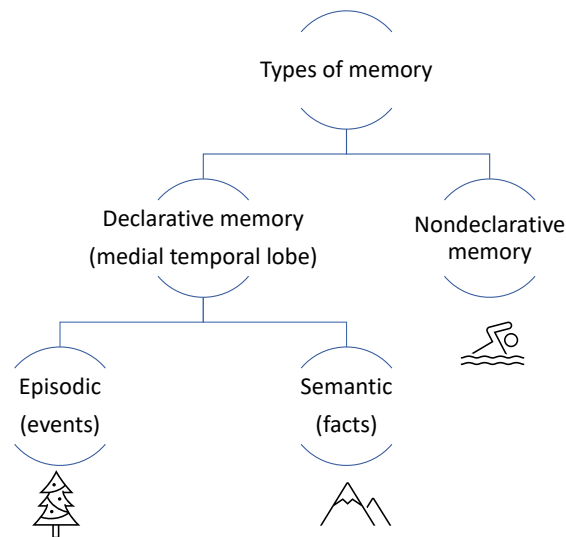 Types of memory
Declarative memory
(medial temporal lobe)
Nondeclarative
memory
Episodic
(events)
Semantic
(facts)